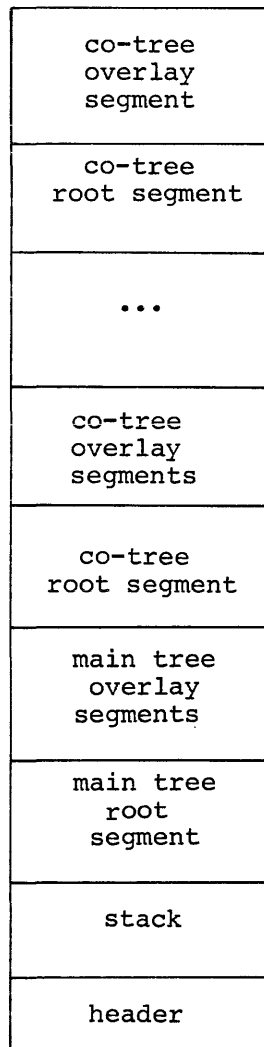 co-tree
overlay
segment
co-tree
root segment
...
co-tree
overlay
segments
co-tree
root segment
main tree
overlay
segments
main tree
root
segment
stack
header